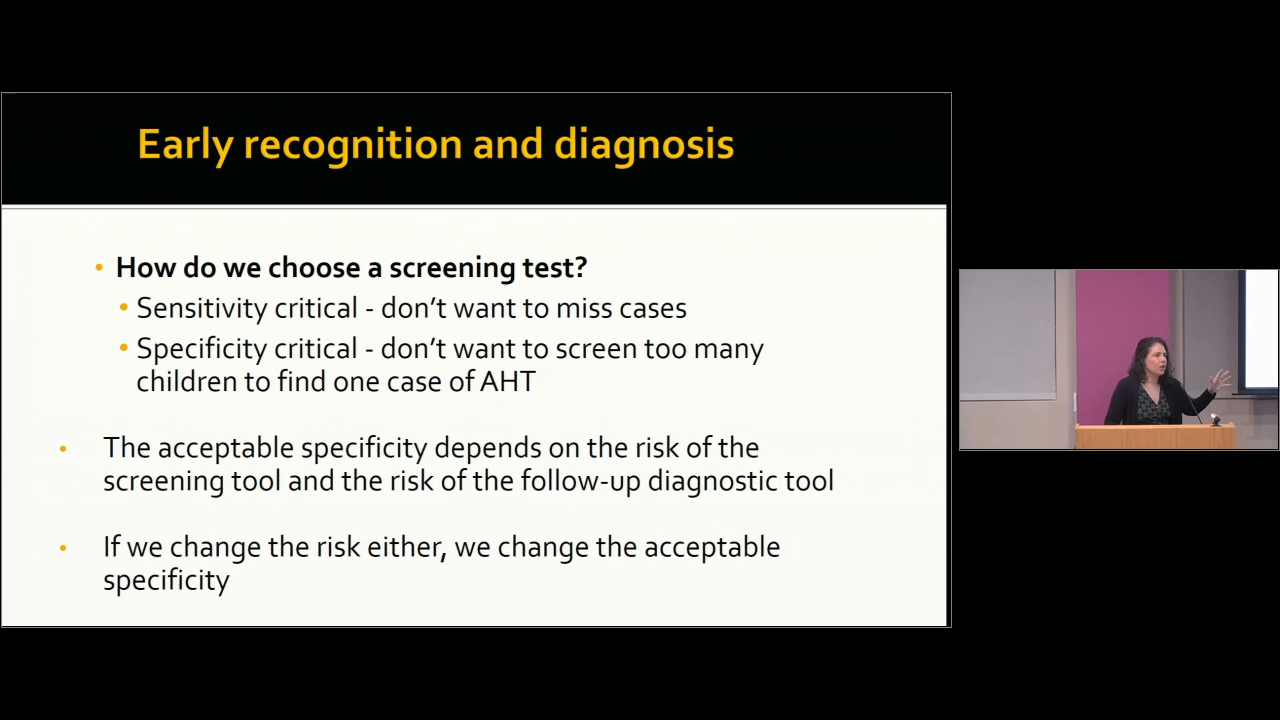 Early recognition and diagnosis
• How do we choose a screening test?
• Sensitivity critical - don't want to miss cases
• Specificity critical - don't want to screen too many
children to find one case of AHT
• The acceptable specificity depends on the risk of the
screening tool and the risk of the follow-up diagnostic tool
• If we change the risk either, we change the acceptable
specificity